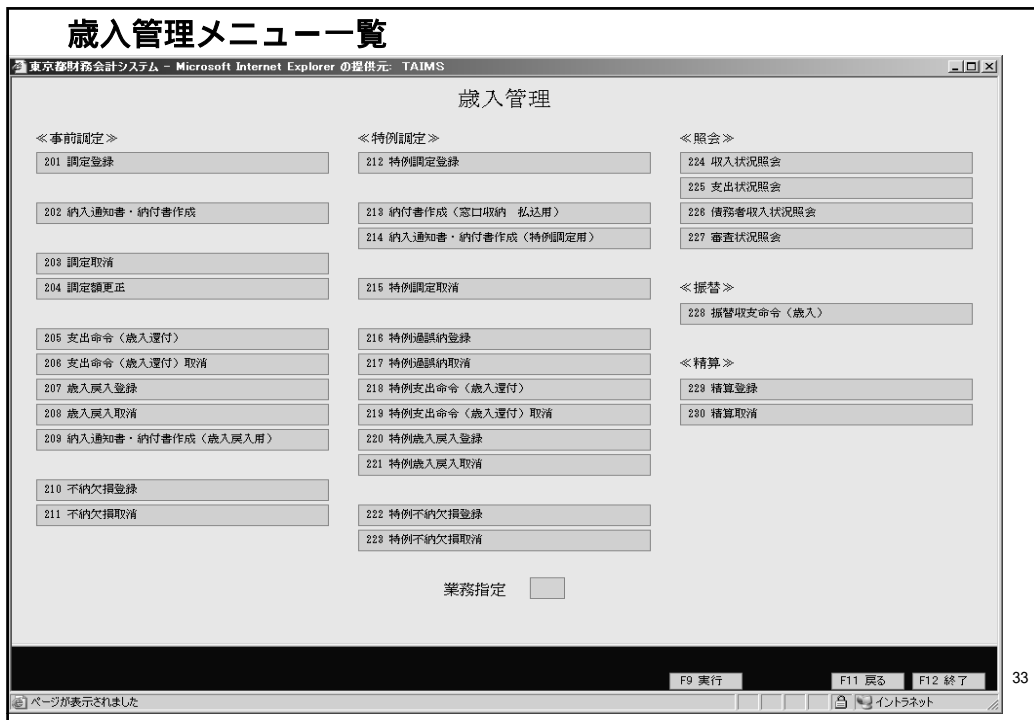 歳入管理メニュー一覧
東京都財務会計システム - Microsoft Internet Explorer の提供元: TAIMS
歳入管理
≪事前調定≫
201 調定登録
202 納入通知書・納付書作成
203 調定取消
204 調定額更正
205 支出命令（歳入還付）
206 支出命令（歳入還付）取消
207 歳入戻入登録
208 歳入戻入取消
209 納入通知書・納付書作成（歳入戻入用）
210 不納欠損登録
211 不納欠損取消
≪特例調定≫
212 特例調定登録
213 納付書作成（窓口収納　払込用）
214 納入通知書・納付書作成（特例調定用）
215 特例調定取消
216 特例過誤納登録
217 特例過誤納取消
218 特例支出命令（歳入還付）
219 特例支出命令（歳入還付）取消
220 特例歳入戻入登録
221 特例歳入戻入取消
222 特例不納欠損登録
223 特例不納欠損取消
≪照会≫
224 収入状況照会
225 支出状況照会
226 債務者収入状況照会
227 審査状況照会
≪振替≫
228 振替収支命令（歳入）
≪精算≫
229 精算登録
230 精算取消
業務指定
F9 実行
F11 戻る
F12 終了
ページが表示されました
イントラネット
33